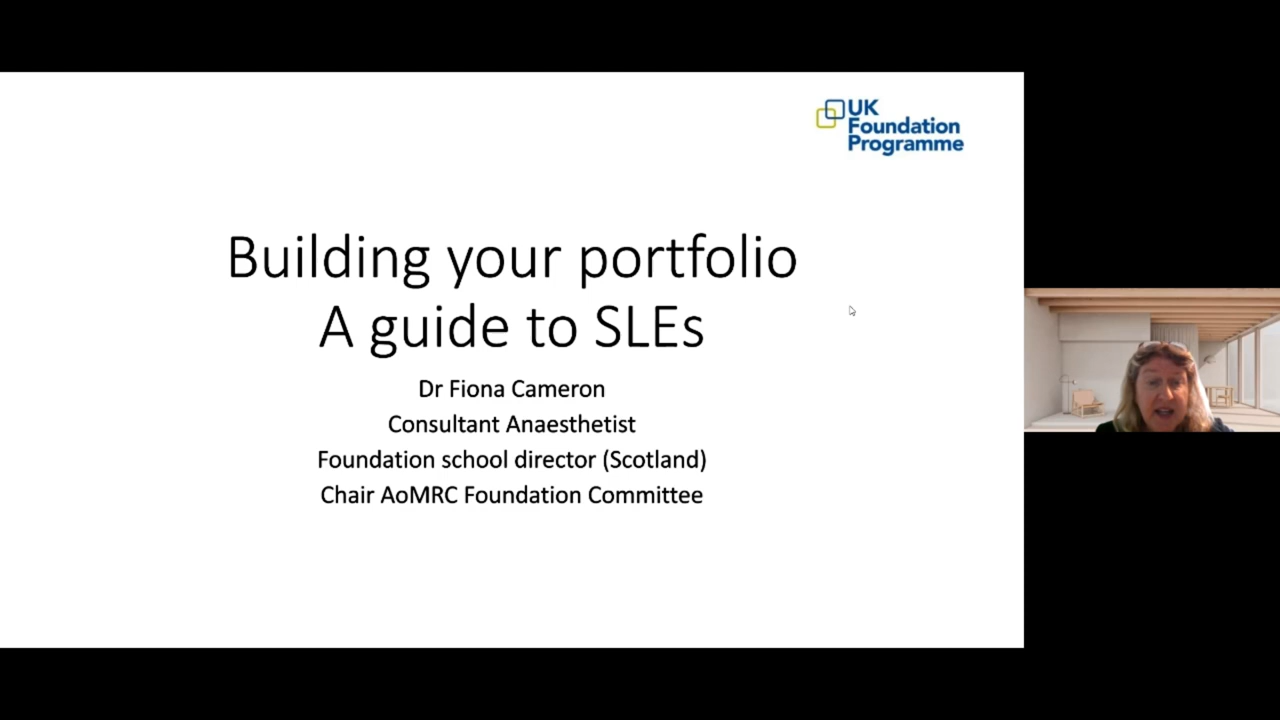 UK
Foundation
Programme
Building your portfolio
A guide to SLEs
Dr Fiona Cameron
Consultant Anaesthetist
Foundation school director (Scotland)
Chair AoMRC Foundation Committee